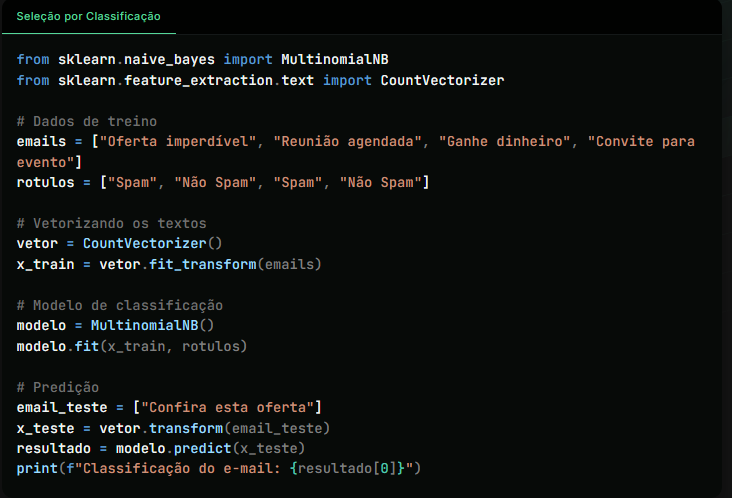 Seleção por Classificação
from sklearn.naive_bayes import MultinomialNB
from sklearn.feature_extraction.text import CountVectorizer
# Dados de treino
emails = ["Oferta imperdível", "Reunião agendada", "Ganhe dinheiro", "Convite para
evento"]
rotulos = ["Spam", "Não Spam", "Spam", "Não Spam"]
# Vetorizando os textos
vetor = CountVectorizer()
x_train = vetor.fit_transform(emails)
# Modelo de classificação
modelo = MultinomialNB()
modelo.fit(x_train, rotulos)
# Predição
email_teste = ["Confira esta oferta"]
x_teste = vetor.transform(email_teste)
resultado = modelo.predict(x_teste)
print(f"Classificação do e-mail: {resultado[0]}")